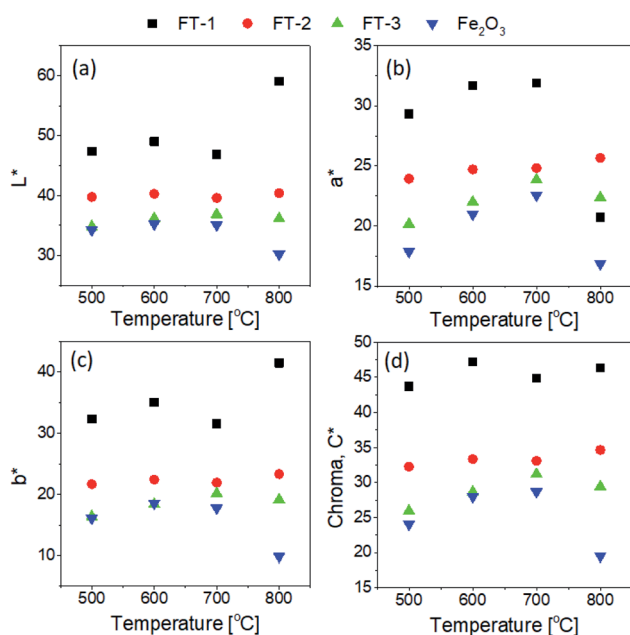 FT-1 FT-2 FT-3 Fe₂O₃
(a)
60
50
40
30
L*
500 600 700 800
Temperature [°C]
(b)
35
30
25
20
15
a*
500 600 700 800
Temperature [°C]
(c)
40
30
20
10
b*
500 600 700 800
Temperature [°C]
(d)
50
45
40
35
30
25
20
15
Chroma, C*
500 600 700 800
Temperature [°C]